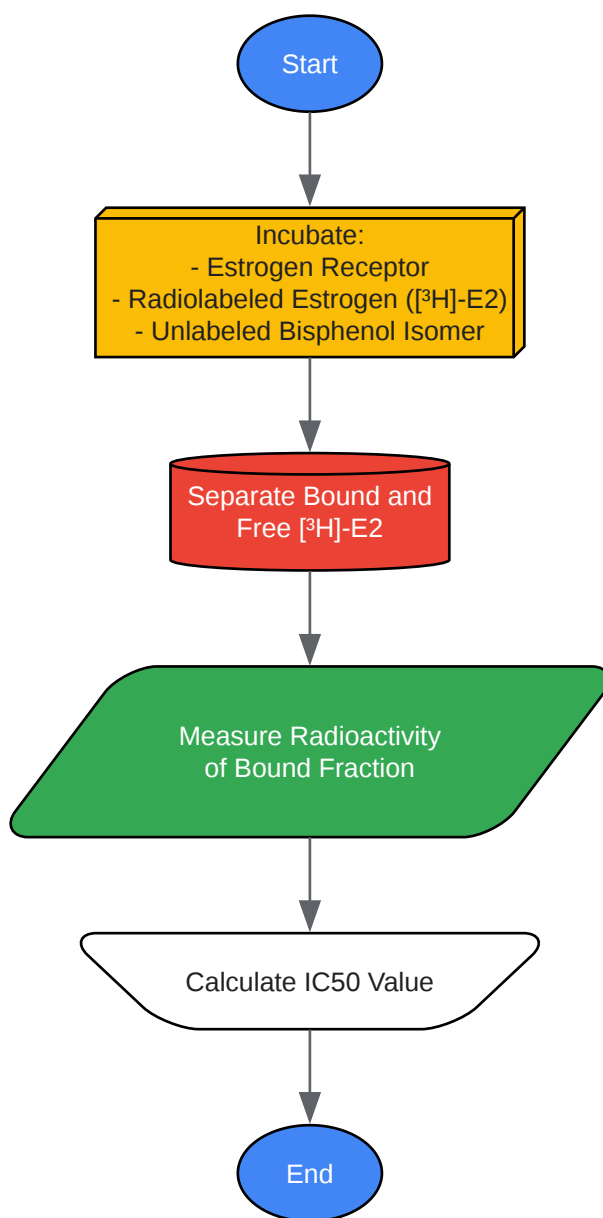 Start
Incubate:
- Estrogen Receptor
- Radiolabeled Estrogen ([³H]-E2)
- Unlabeled Bisphenol Isomer
Separate Bound and
Free [³H]-E2
Measure Radioactivity
of Bound Fraction
Calculate IC50 Value
End